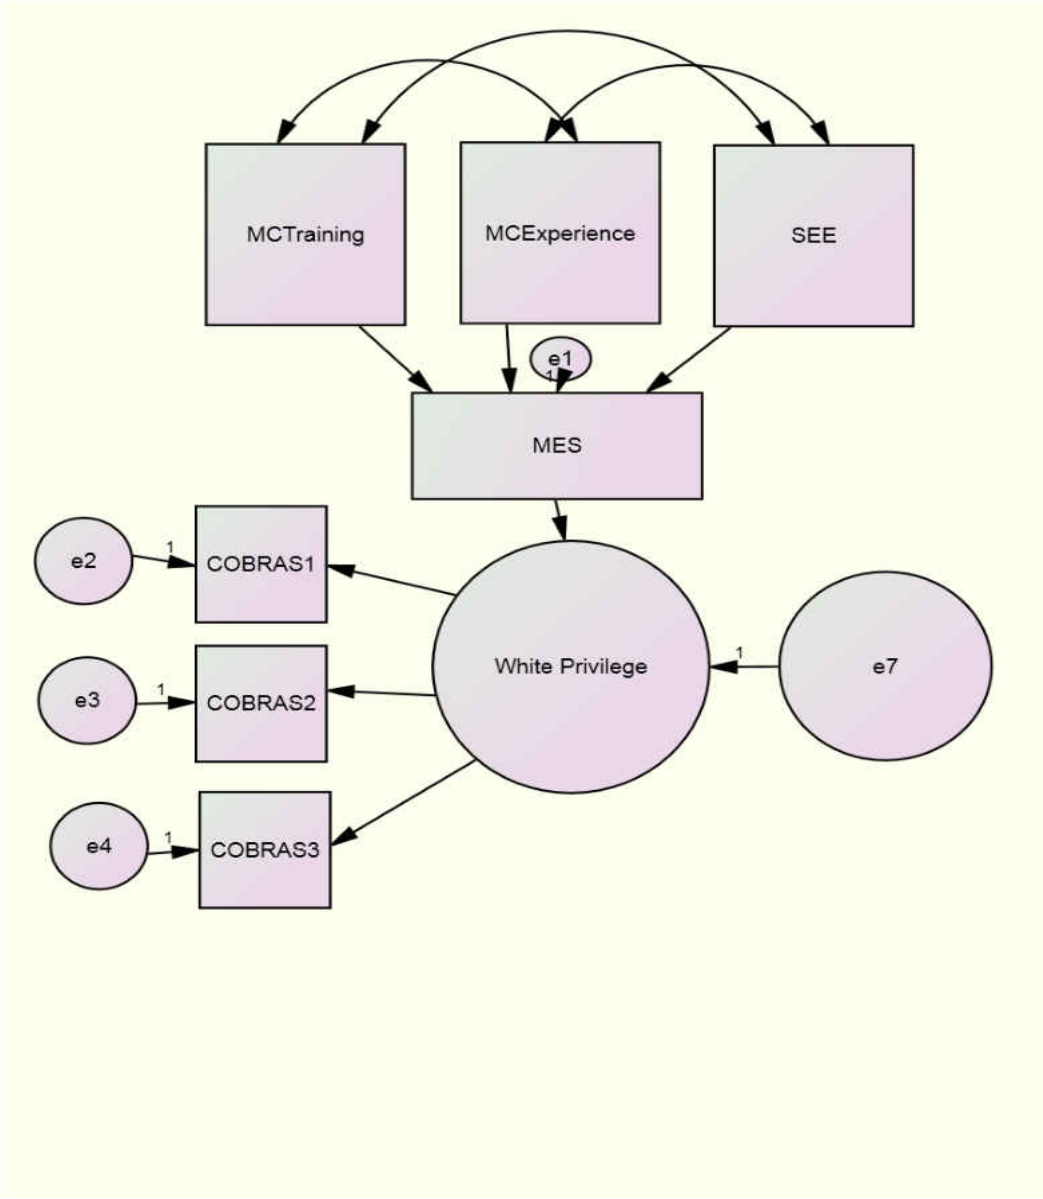 MCTraining
MCExperience
SEE
e1
1
MES
e2
1
COBRAS1
e3
1
COBRAS2
White Privilege
1
e7
e4
1
COBRAS3